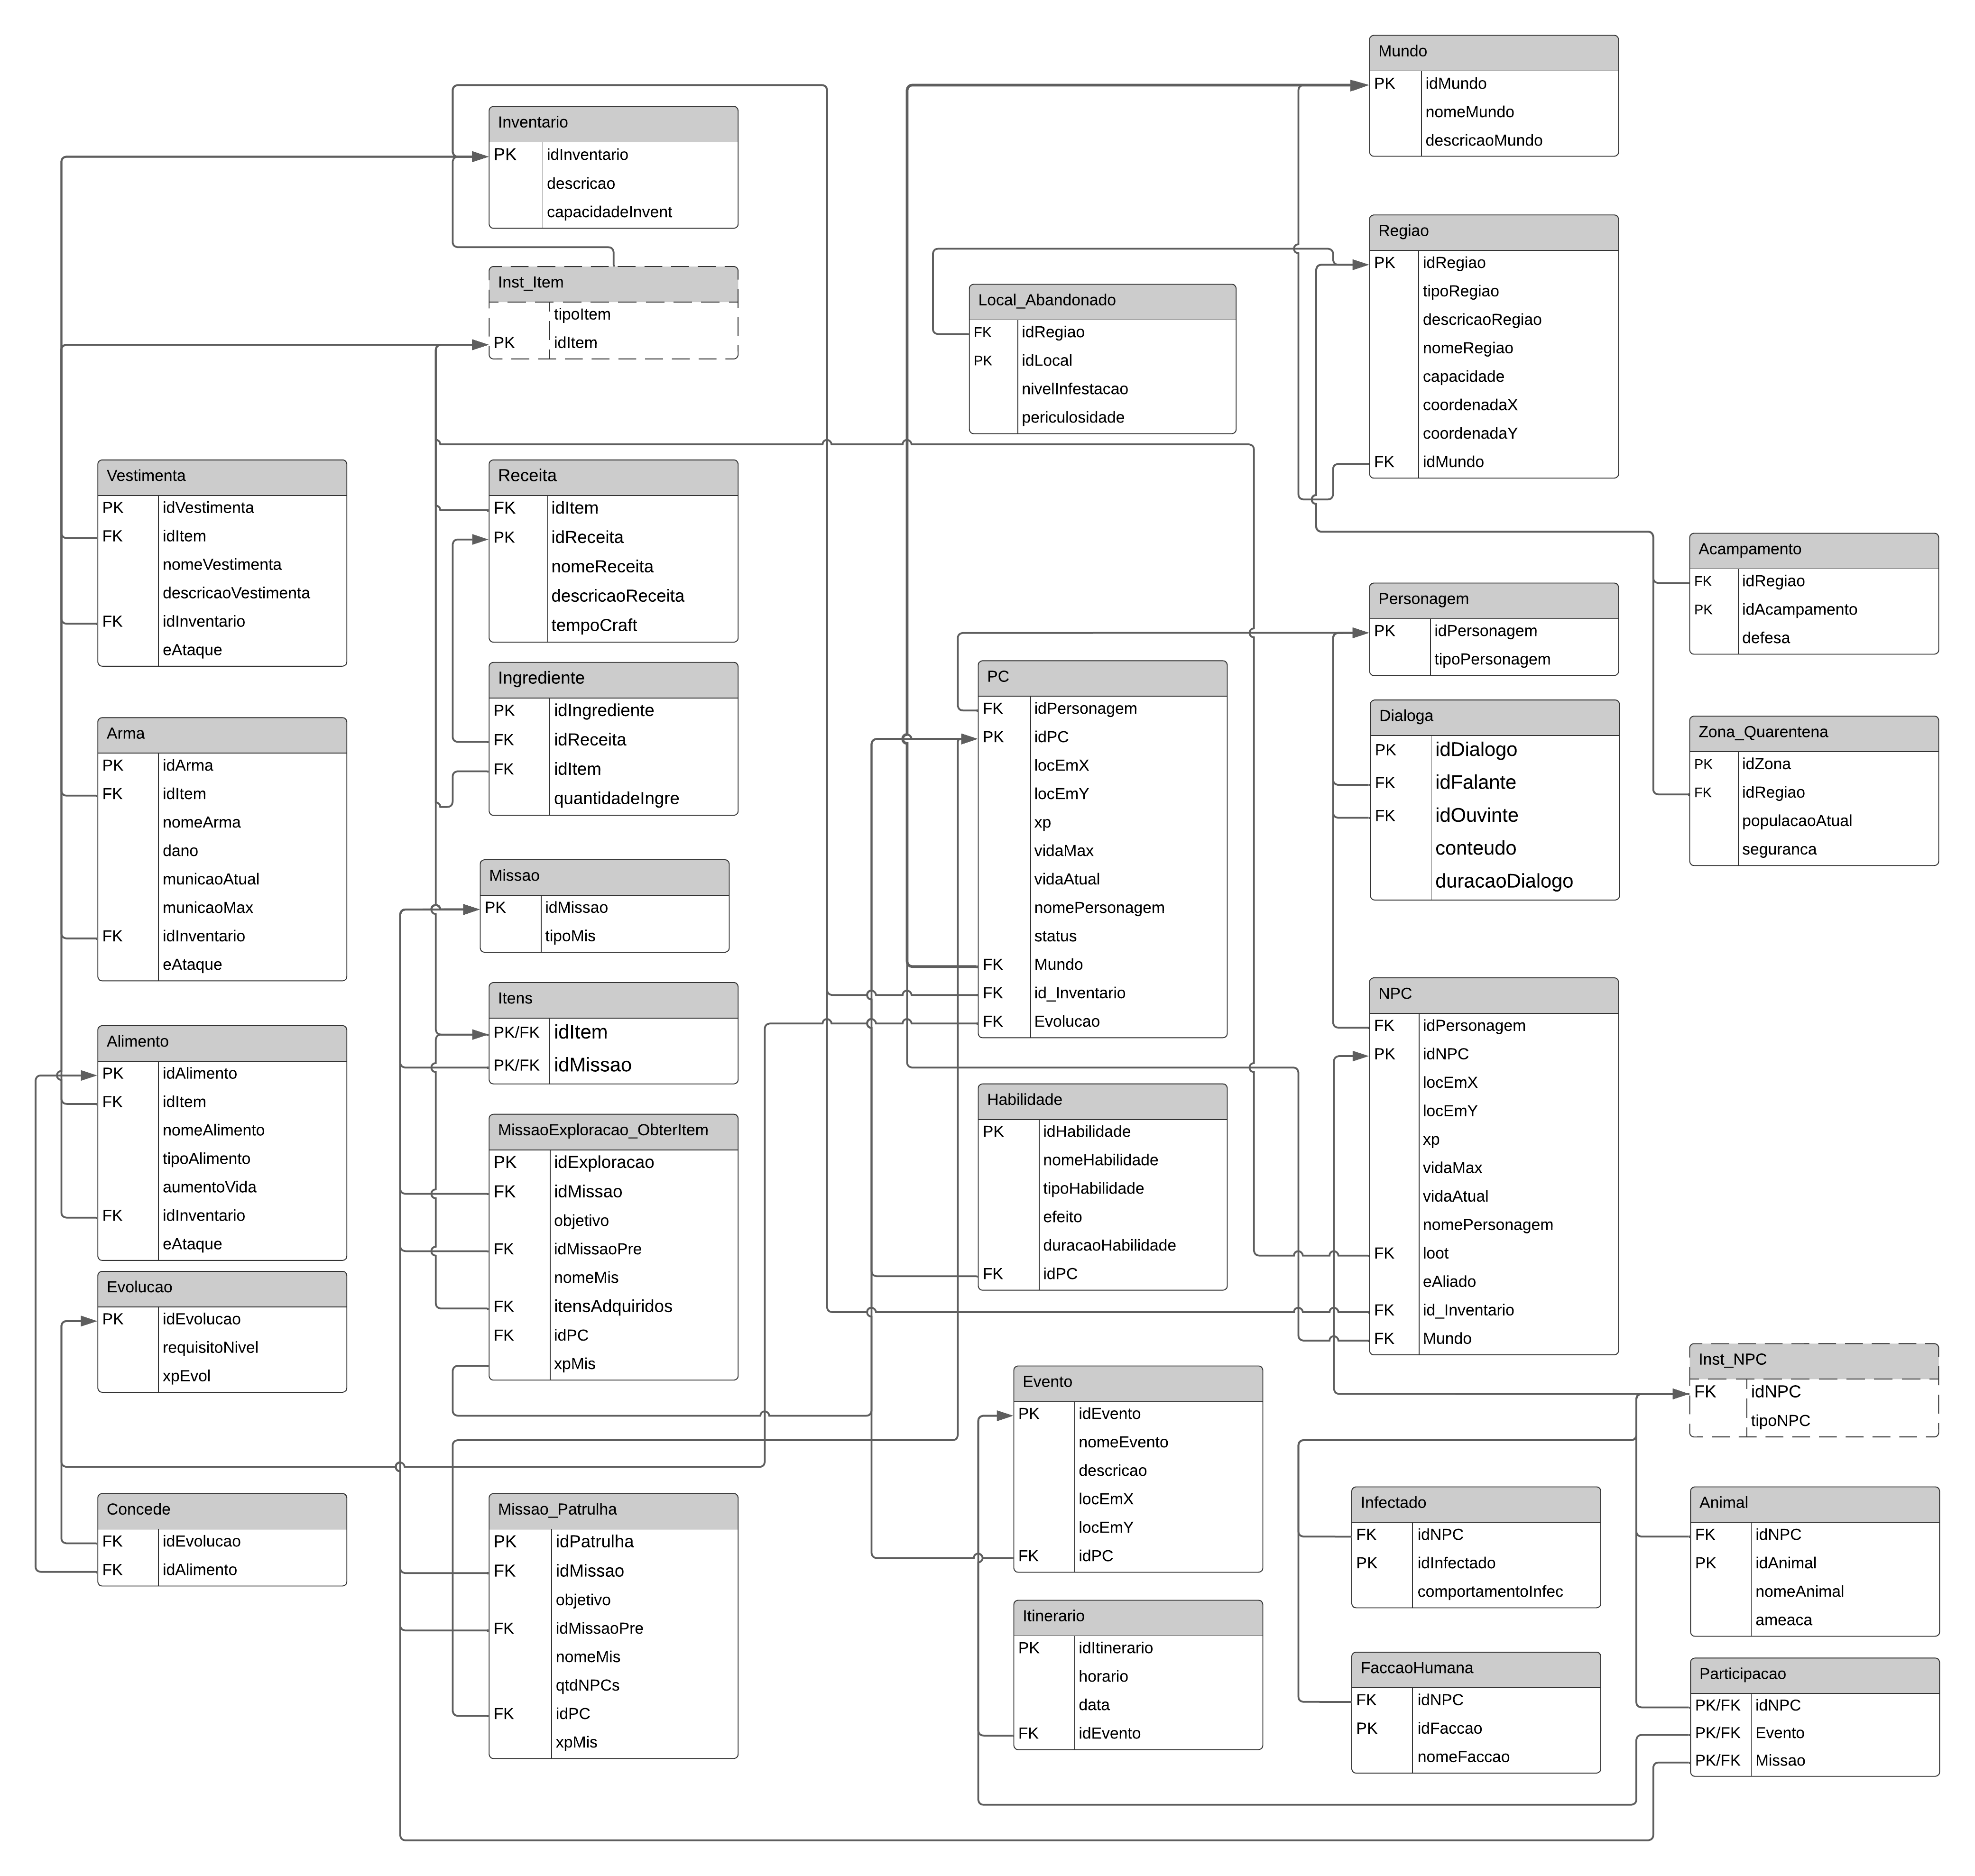 Mundo
PK idMundo
nomeMundo
descricaoMundo
Inventario
PK idInventario
descricao
capacidadeInvent
Regiao
PK idRegiao
tipoRegiao
descricaoRegiao
nomeRegiao
capacidade
coordenadaX
coordenadaY
FK idMundo
Inst_Item
tipoItem
PK idItem
Local_Abandonado
FK idRegiao
PK idLocal
nivelInfestacao
periculosidade
Vestimenta
PK idVestimenta
FK idItem
nomeVestimenta
descricaoVestimenta
FK idInventario
eAtaque
Receita
FK idItem
PK idReceita
nomeReceita
descricaoReceita
tempoCraft
Acampamento
FK idRegiao
PK idAcampamento
defesa
Personagem
PK idPersonagem
tipoPersonagem
Ingrediente
PK idIngrediente
FK idReceita
FK idItem
quantidadeIngre
PC
FK idPersonagem
PK idPC
locEmX
locEmY
xp
vidaMax
vidaAtual
nomePersonagem
status
FK Mundo
FK id_Inventario
FK Evolucao
Dialoga
PK idDialogo
FK idFalante
FK idOuvinte
conteudo
duracaoDialogo
Zona_Quarentena
PK idZona
FK idRegiao
populacaoAtual
seguranca
Arma
PK idArma
FK idItem
nomeArma
dano
municaoAtual
municaoMax
FK idInventario
eAtaque
Missao
PK idMissao
tipoMis
Itens
PK/FK idItem
PK/FK idMissao
NPC
FK idPersonagem
PK idNPC
locEmX
locEmY
xp
vidaMax
vidaAtual
nomePersonagem
FK loot
eAliado
FK id_Inventario
FK Mundo
Alimento
PK idAlimento
FK idItem
nomeAlimento
tipoAlimento
aumentoVida
FK idInventario
eAtaque
Habilidade
PK idHabilidade
nomeHabilidade
tipoHabilidade
efeito
duracaoHabilidade
FK idPC
MissaoExploracao_ObterItem
PK idExploracao
FK idMissao
objetivo
FK idMissaoPre
nomeMis
FK itensAdquiridos
FK idPC
xpMis
Evolucao
PK idEvolucao
requisitoNivel
xpEvol
Inst_NPC
FK idNPC
tipoNPC
Evento
PK idEvento
nomeEvento
descricao
locEmX
locEmY
FK idPC
Concede
FK idEvolucao
FK idAlimento
Missao_Patrulha
PK idPatrulha
FK idMissao
objetivo
FK idMissaoPre
nomeMis
qtdNPCs
FK idPC
xpMis
Infectado
FK idNPC
PK idInfectado
comportamentoInfec
Animal
FK idNPC
PK idAnimal
nomeAnimal
ameaca
Itinerario
PK idItinerario
horario
data
FK idEvento
FaccaoHumana
FK idNPC
PK idFaccao
nomeFaccao
Participacao
PK/FK idNPC
PK/FK Evento
PK/FK Missao